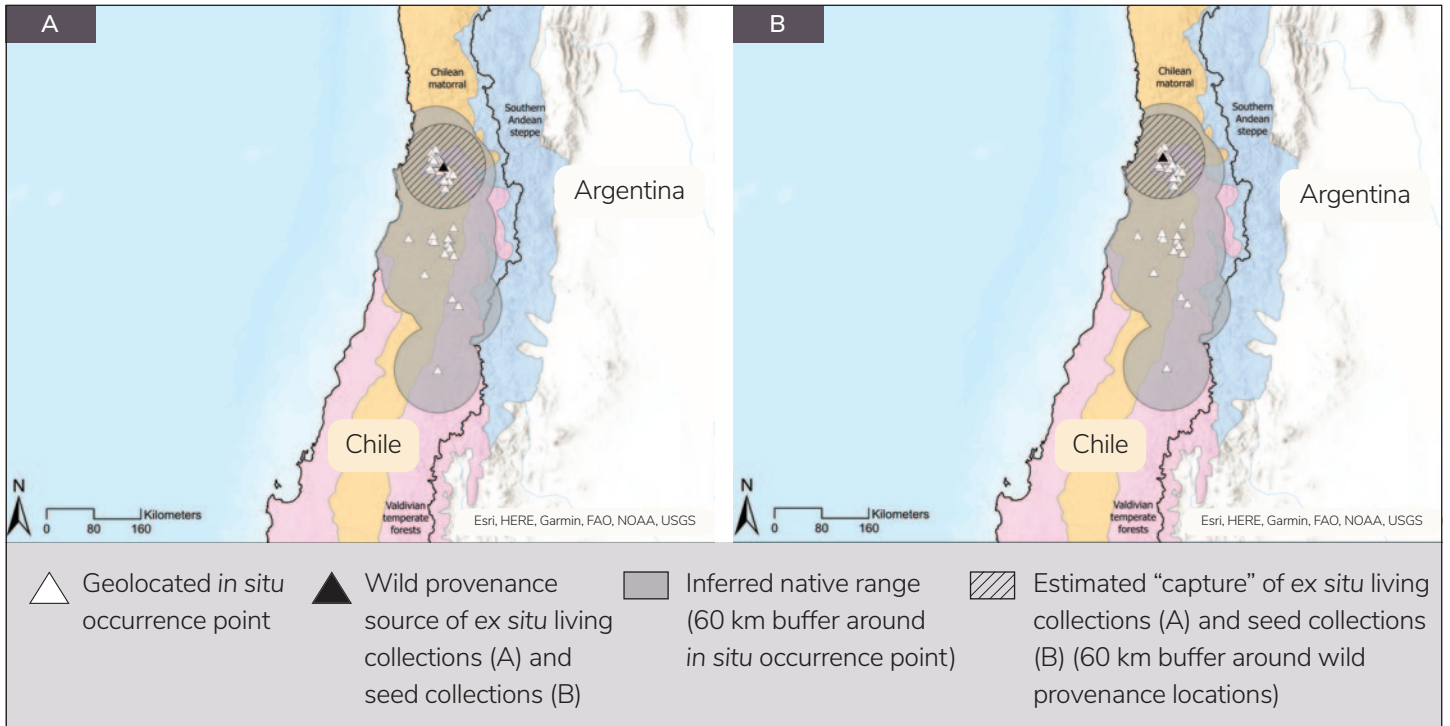 A
Chilean
matorral
Southern
Andean
steppe
Argentina
Chile
N
0 80 160
Kilometers
Valdivian
temperate
forests
Esri, HERE, Garmin, FAO, NOAA, USGS
B
Chilean
matorral
Southern
Andean
steppe
Argentina
Chile
N
0 80 160
Kilometers
Valdivian
temperate
forests
Esri, HERE, Garmin, FAO, NOAA, USGS
Geolocated in situ
occurrence point
Wild provenance
source of ex situ living
collections (A) and
seed collections (B)
Inferred native range
(60 km buffer around
in situ occurrence point)
Estimated “capture” of ex situ living
collections (A) and seed collections
(B) (60 km buffer around wild
provenance locations)